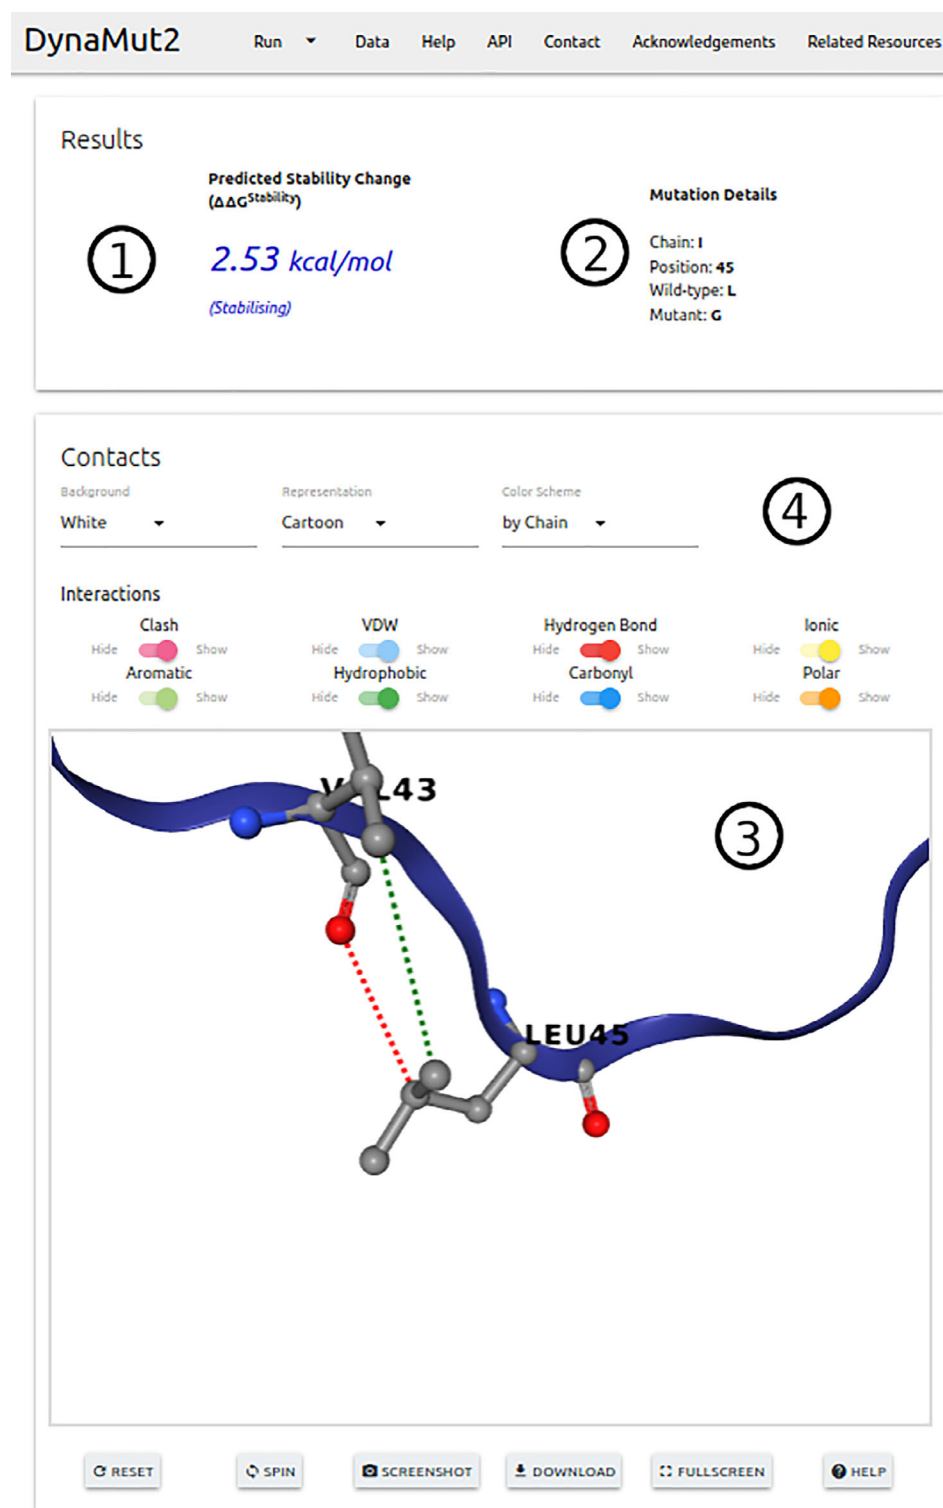 DynaMut2 Run Data Help API Contact Acknowledgements Related Resources
Results
Predicted Stability Change
(ΔΔGStability)
Mutation Details
1
2.53 kcal/mol
(Stabilising)
2
Chain: I
Position: 45
Wild-type: L
Mutant: G
Contacts
Background Representation Color Scheme
White Cartoon by Chain
4
Interactions
Clash VDW Hydrogen Bond Ionic
Hide Show Hide Show Hide Show Hide Show
Aromatic Hydrophobic Carbonyl Polar
Hide Show Hide Show Hide Show Hide Show
43
3
LEU45
RESET SPIN SCREENSHOT DOWNLOAD FULLSCREEN HELP